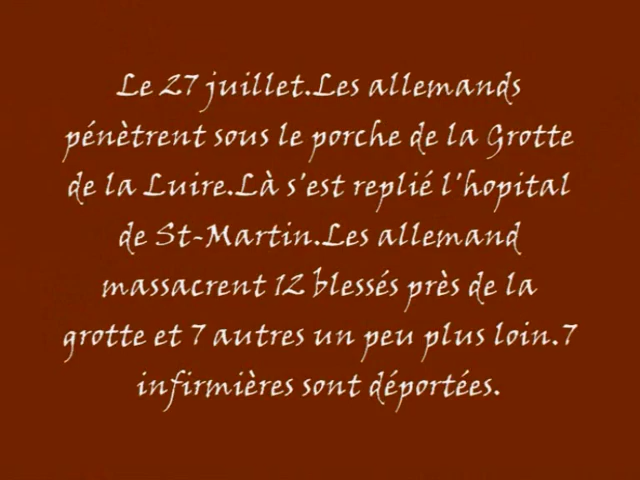 Le 27 juillet.Les allemands
pénètrent sous le porche de la Grotte
de la Luire.Là s'est replié l'hopital
de St-Martin.Les allemand
massacrent 12 blessés près de la
grotte et 7 autres un peu plus loin.7
infirmières sont déportées.